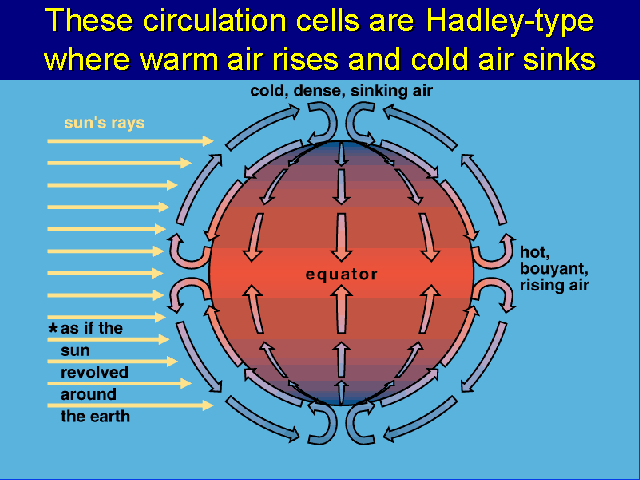 These circulation cells are Hadley-type
where warm air rises and cold air sinks
cold, dense, sinking air
sun's rays
equator
hot,
bouyant,
rising air
*as if the
sun
revolved
around
the earth